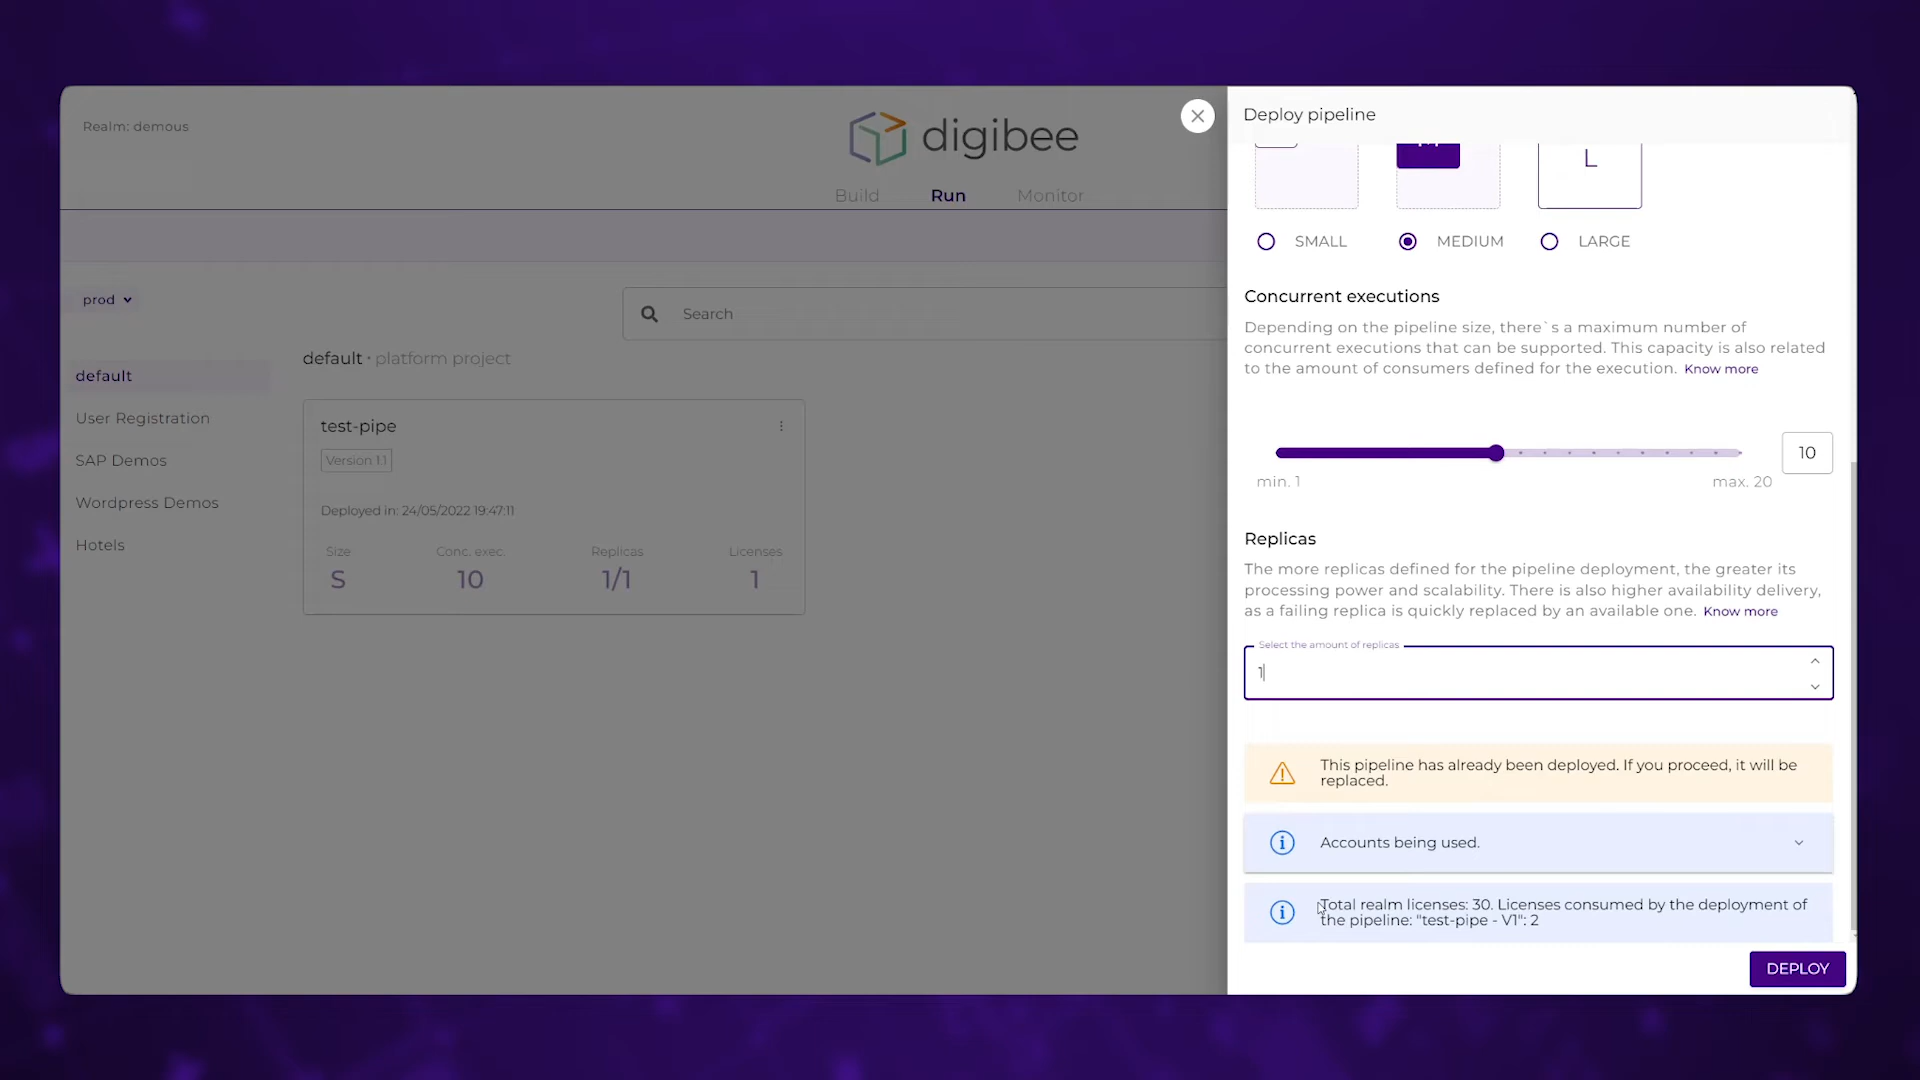 Realm: demous
digibee
Build
Run
Monitor
prod
Search
default
User Registration
SAP Demos
Wordpress Demos
Hotels
default · platform project
test-pipe
Version 1.1
Deployed in: 24/05/2022 19:47:11
Size
Conc. exec.
Replicas
Licenses
S
10
1/1
1
Deploy pipeline
L
SMALL
MEDIUM
LARGE
Concurrent executions
Depending on the pipeline size, there`s a maximum number of
concurrent executions that can be supported. This capacity is also related
to the amount of consumers defined for the execution. Know more
10
min. 1
max. 20
Replicas
The more replicas defined for the pipeline deployment, the greater its
processing power and scalability. There is also higher availability delivery,
as a failing replica is quickly replaced by an available one. Know more
Select the amount of replicas
1
This pipeline has already been deployed. If you proceed, it will be
replaced.
Accounts being used.
Total realm licenses: 30. Licenses consumed by the deployment of
the pipeline: "test-pipe - V1": 2
DEPLOY